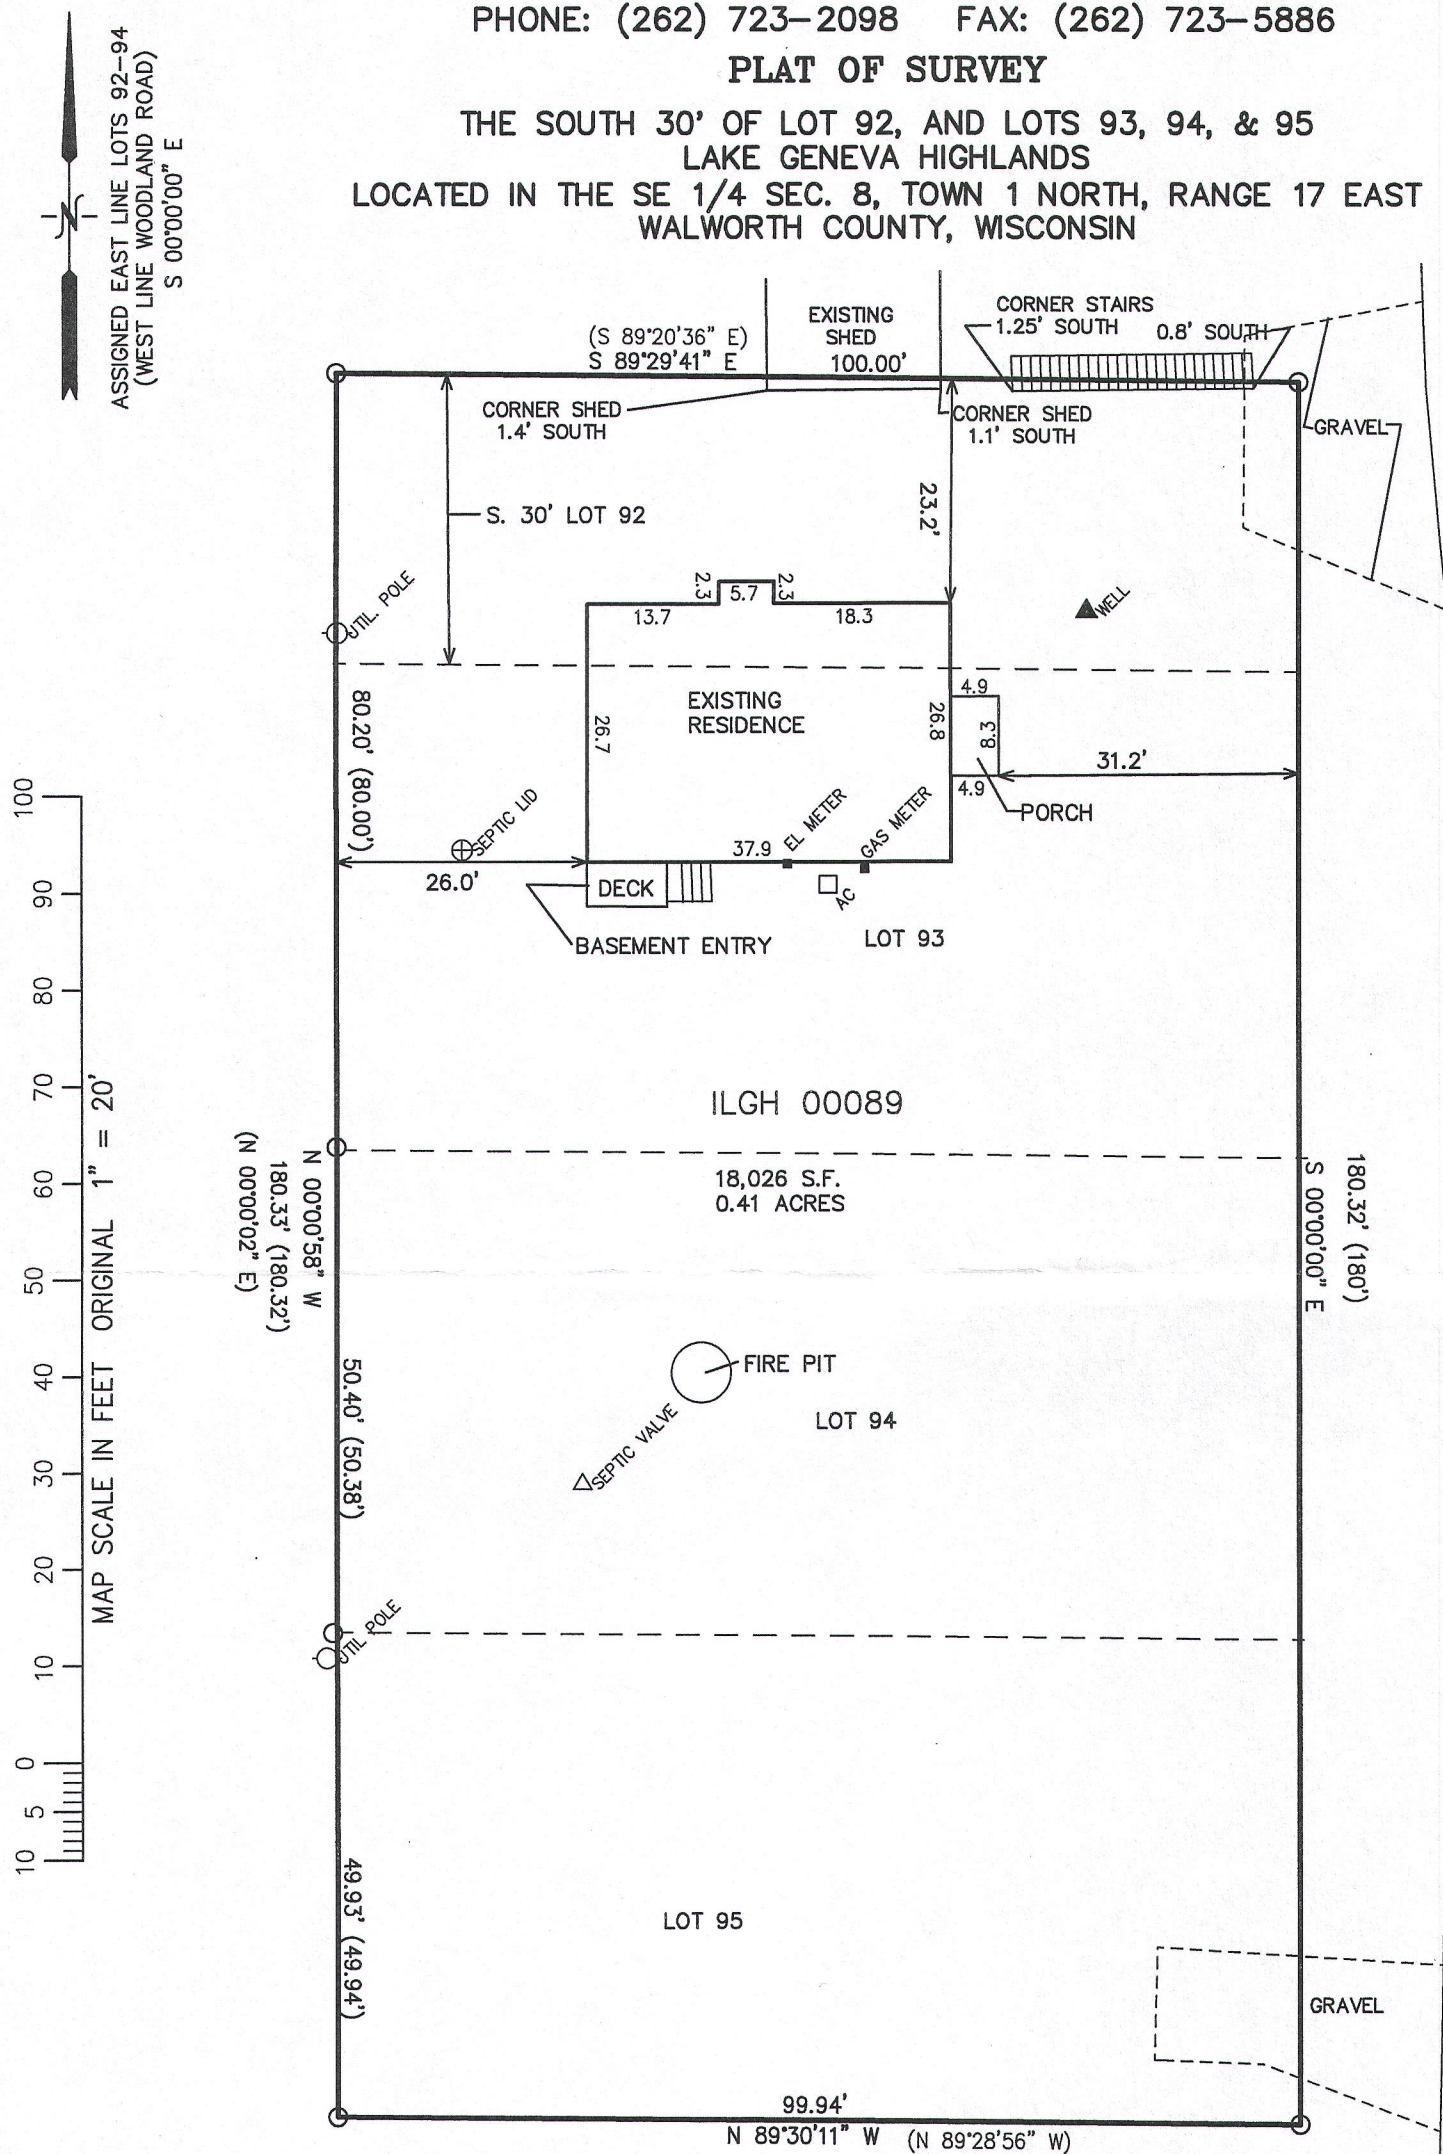 PHONE: (262) 723-2098 FAX: (262) 723-5886
PLAT OF SURVEY
THE SOUTH 30' OF LOT 92, AND LOTS 93, 94, & 95
LAKE GENEVA HIGHLANDS
LOCATED IN THE SE 1/4 SEC. 8, TOWN 1 NORTH, RANGE 17 EAST
WALWORTH COUNTY, WISCONSIN
N
ASSIGNED EAST LINE LOTS 92-94
(WEST LINE WOODLAND ROAD)
S 00°00'00" E
(S 89°20'36" E)
S 89°29'41" E
EXISTING
SHED
100.00'
CORNER STAIRS
1.25' SOUTH
0.8' SOUTH
CORNER SHED
1.4' SOUTH
CORNER SHED
1.1' SOUTH
GRAVEL
S. 30' LOT 92
23.2'
UTIL. POLE
2.3
5.7
2.3
13.7
18.3
WELL
80.20' (80.00')
EXISTING
RESIDENCE
26.7
26.8
4.9
8.3
4.9
31.2'
PORCH
SEPTIC LID
26.0'
37.9
EL METER
GAS METER
DECK
AC
BASEMENT ENTRY
LOT 93
ILGH 00089
18,026 S.F.
0.41 ACRES
N 00°00'58" W
180.33' (180.32')
(N 00°00'02" E)
180.32' (180')
S 00°00'00" E
FIRE PIT
LOT 94
SEPTIC VALVE
50.40' (50.38')
UTIL POLE
LOT 95
49.93' (49.94')
GRAVEL
99.94'
N 89°30'11" W (N 89°28'56" W)
100
90
80
70
60
50
40
30
20
10
0
5
10
MAP SCALE IN FEET ORIGINAL 1" = 20'